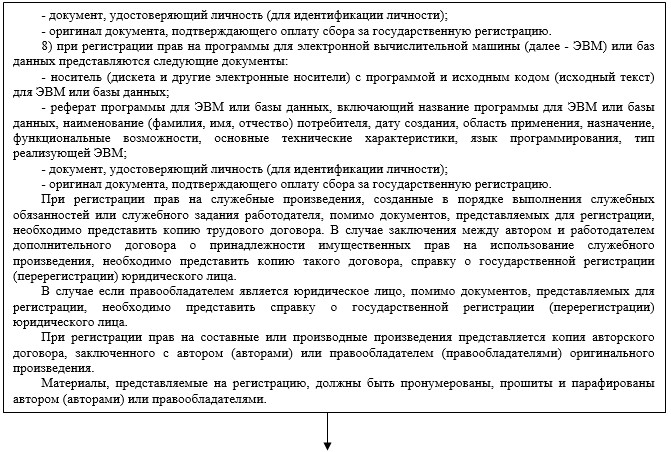 - документ, удостоверяющий личность (для идентификации личности);
- оригинал документа, подтверждающего оплату сбора за государственную регистрацию.
8) при регистрации прав на программы для электронной вычислительной машины (далее - ЭВМ) или баз
данных представляются следующие документы:
- носитель (дискета и другие электронные носители) с программой и исходным кодом (исходный текст)
для ЭВМ или базы данных;
- реферат программы для ЭВМ или базы данных, включающий название программы для ЭВМ или базы
данных, наименование (фамилия, имя, отчество) потребителя, дату создания, область применения, назначение,
функциональные возможности, основные технические характеристики, язык программирования, тип
реализующей ЭВМ;
- документ, удостоверяющий личность (для идентификации личности);
- оригинал документа, подтверждающего оплату сбора за государственную регистрацию.
При регистрации прав на служебные произведения, созданные в порядке выполнения служебных
обязанностей или служебного задания работодателя, помимо документов, представляемых для регистрации,
необходимо представить копию трудового договора. В случае заключения между автором и работодателем
дополнительного договора о принадлежности имущественных прав на использование служебного
произведения, необходимо представить копию такого договора, справку о государственной регистрации
(перерегистрации) юридического лица.
В случае если правообладателем является юридическое лицо, помимо документов, представляемых для
регистрации, необходимо представить справку о государственной регистрации (перерегистрации)
юридического лица.
При регистрации прав на составные или производные произведения представляется копия авторского
договора, заключенного с автором (авторами) или правообладателем (правообладателями) оригинального
произведения.
Материалы, представляемые на регистрацию, должны быть пронумерованы, прошиты и парафированы
автором (авторами) или правообладателями.